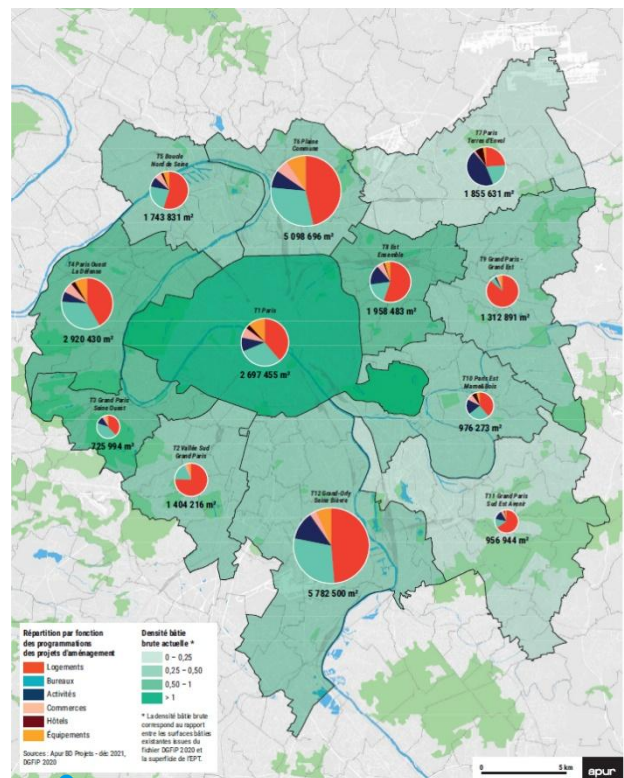 T7 Paris
Terres d'Envol
1 855 631 m²
T6 Plaine
Commune
5 098 696 m²
T5 Boucle
Nord de Seine
1 743 831 m²
T8 Est
Ensemble
1 958 483 m²
T9 Grand Paris -
Grand Est
1 312 891 m²
T4 Paris Ouest
La Défense
2 920 430 m²
T1 Paris
2 697 455 m²
T10 Paris Est
Marne&Bois
976 273 m²
T3 Grand Paris
Seine Ouest
725 994 m²
T2 Vallée Sud
Grand Paris
1 404 216 m²
T11 Grand Paris
Sud Est Avenir
956 944 m²
T12 Grand-Orly
Seine Bièvre
5 782 500 m²
Répartition par fonction
des programmations
des projets d'aménagement
Logements
Bureaux
Activités
Commerces
Hôtels
Équipements
Sources : Apur BD Projets - déc 2021,
DGFiP 2020
Densité bâtie
brute actuelle *
0 – 0,25
0,25 – 0,50
0,50 – 1
> 1
* La densité bâtie brute
correspond au rapport
entre les surfaces bâties
existantes issues du
fichier DGFiP 2020 et
la superficie de l'EPT.
0 5 km
apur